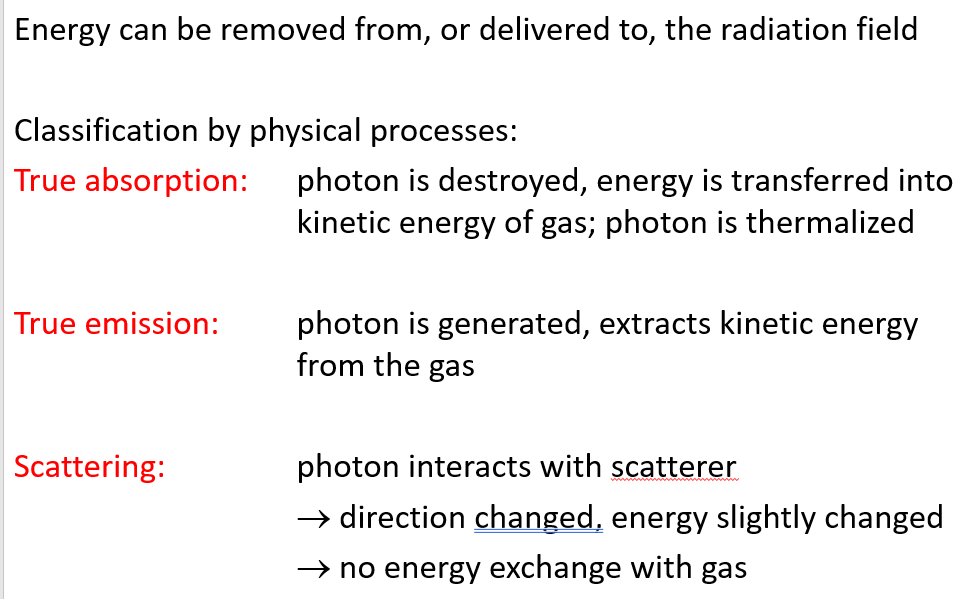 Energy can be removed from, or delivered to, the radiation field
Classification by physical processes:
True absorption: photon is destroyed, energy is transferred into
kinetic energy of gas; photon is thermalized
True emission: photon is generated, extracts kinetic energy
from the gas
Scattering: photon interacts with scatterer
→ direction changed, energy slightly changed
→ no energy exchange with gas